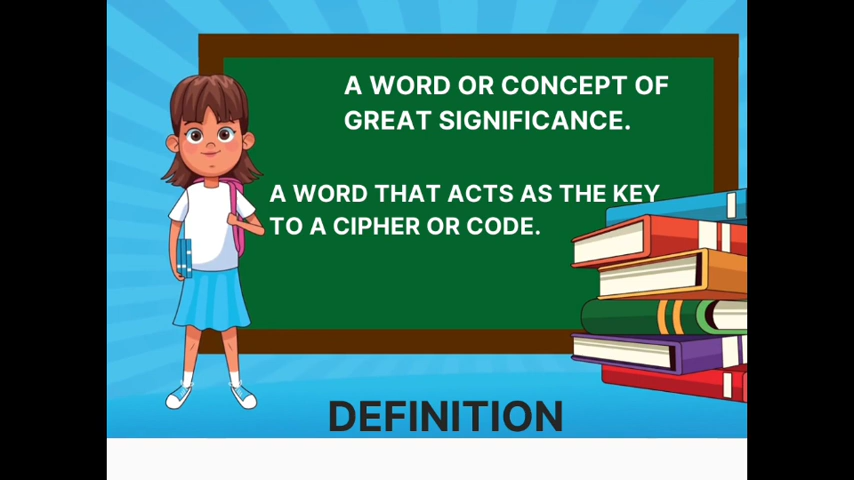 A WORD OR CONCEPT OF
GREAT SIGNIFICANCE.
A WORD THAT ACTS AS THE KEY
TO A CIPHER OR CODE.
DEFINITION